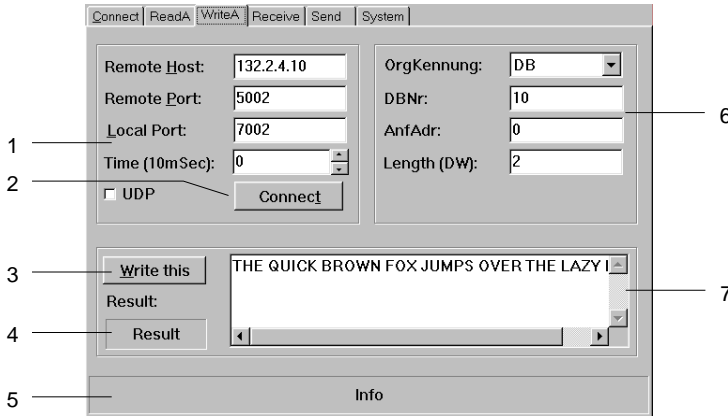 Connect ReadA WriteA Receive Send System
Remote Host: 132.2.4.10
Remote Port: 5002
Local Port: 7002
Time (10mSec): 0
UDP Connect
OrgKennung: DB
DBNr: 10
AnfAdr: 0
Length (DW): 2
1
2
6
Write this
THE QUICK BROWN FOX JUMPS OVER THE LAZY
Result:
Result
3
4
7
Info
5